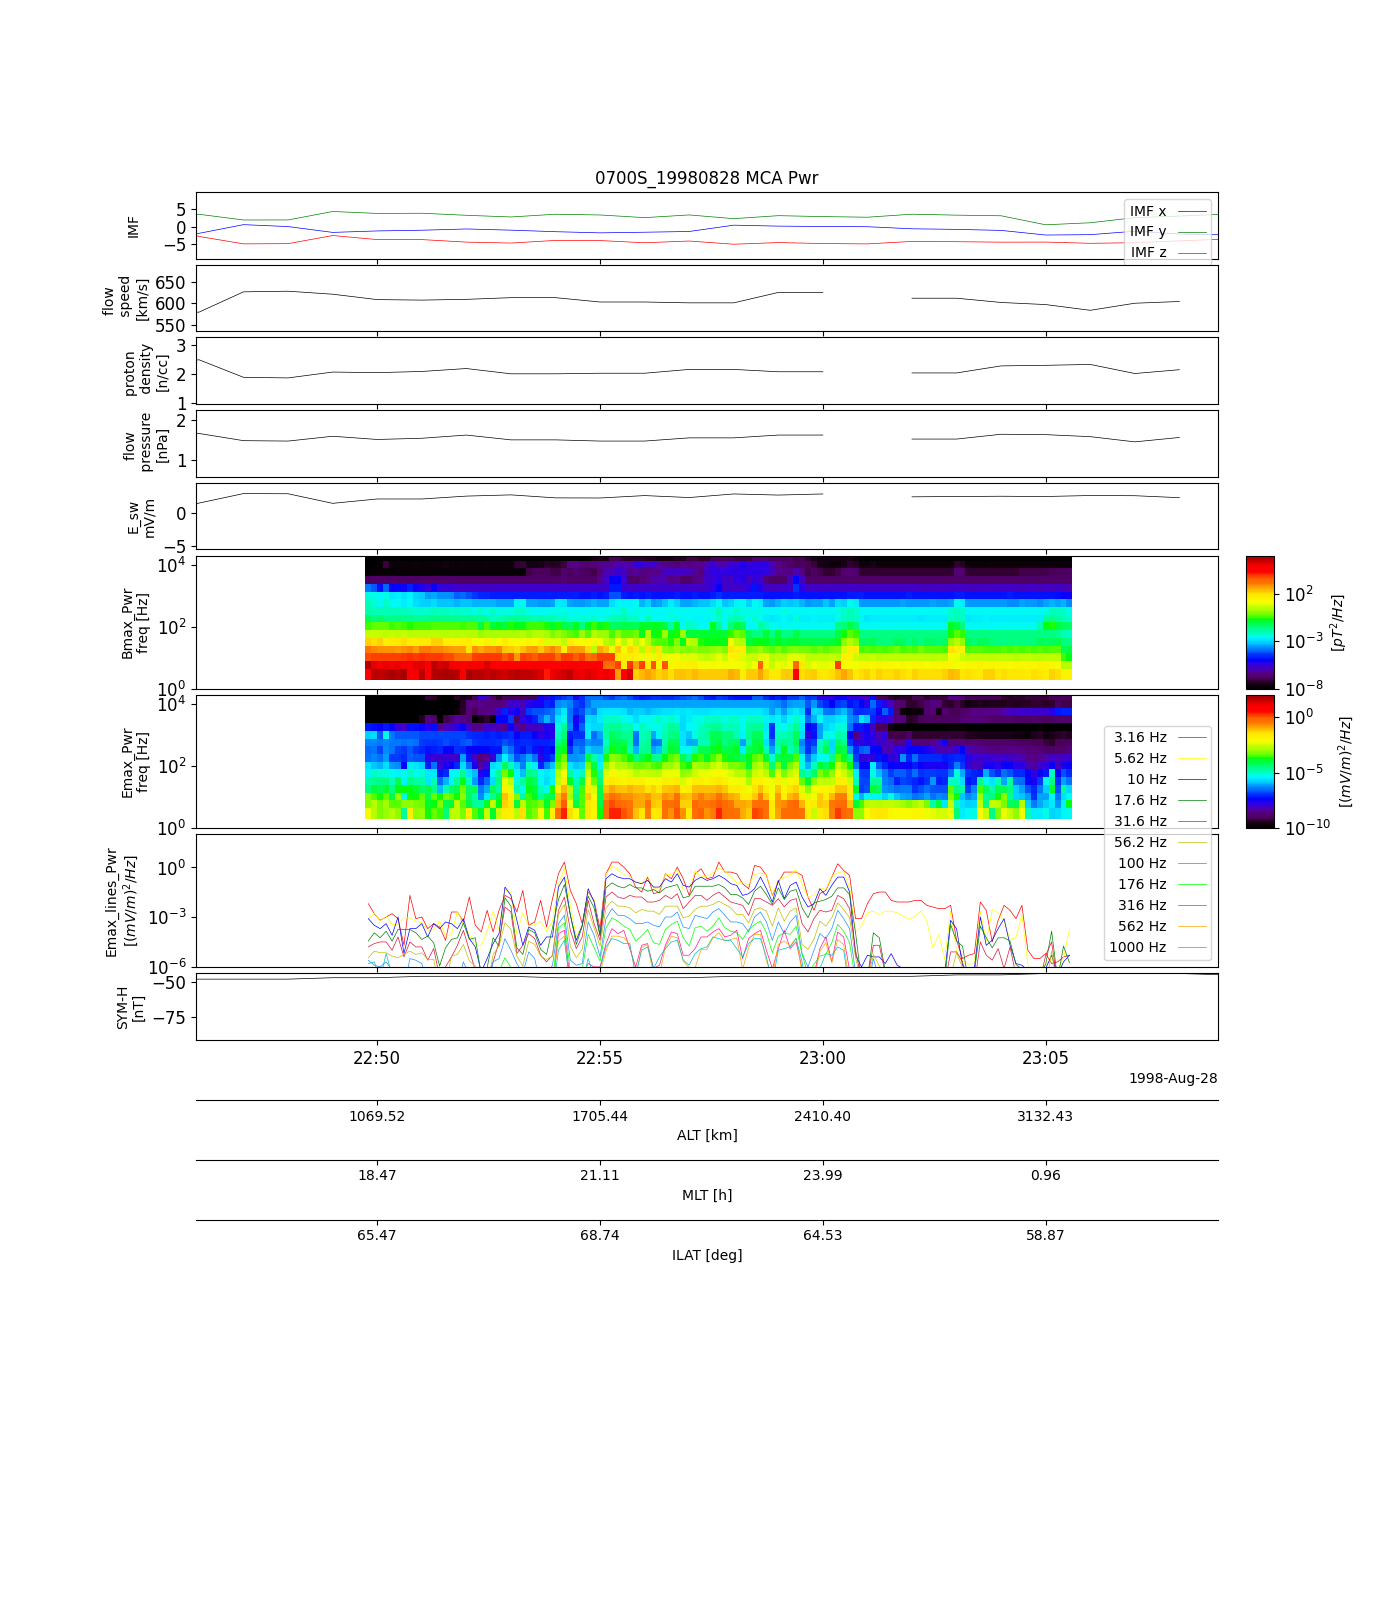 0700S_19980828 MCA Pwr
IMF
5
0
−5
IMF x
IMF y
IMF z
flow
speed
[km/s]
650
600
550
proton
density
[n/cc]
3
2
1
flow
pressure
[nPa]
2
1
E_sw
mV/m
0
−5
Bmax_Pwr
freq [Hz]
10^4
10^2
10^0
10^2
10^−3
10^−8
[pT^2/Hz]
Emax_Pwr
freq [Hz]
10^4
10^2
10^0
10^0
10^−5
10^−10
[(mV/m)^2/Hz]
3.16 Hz
5.62 Hz
10 Hz
17.6 Hz
31.6 Hz
56.2 Hz
100 Hz
176 Hz
316 Hz
562 Hz
1000 Hz
Emax_lines_Pwr
[(mV/m)^2/Hz]
10^0
10^−3
10^−6
SYM-H
[nT]
−50
−75
22:50 22:55 23:00 23:05
1998-Aug-28
1069.52 1705.44 2410.40 3132.43
ALT [km]
18.47 21.11 23.99 0.96
MLT [h]
65.47 68.74 64.53 58.87
ILAT [deg]